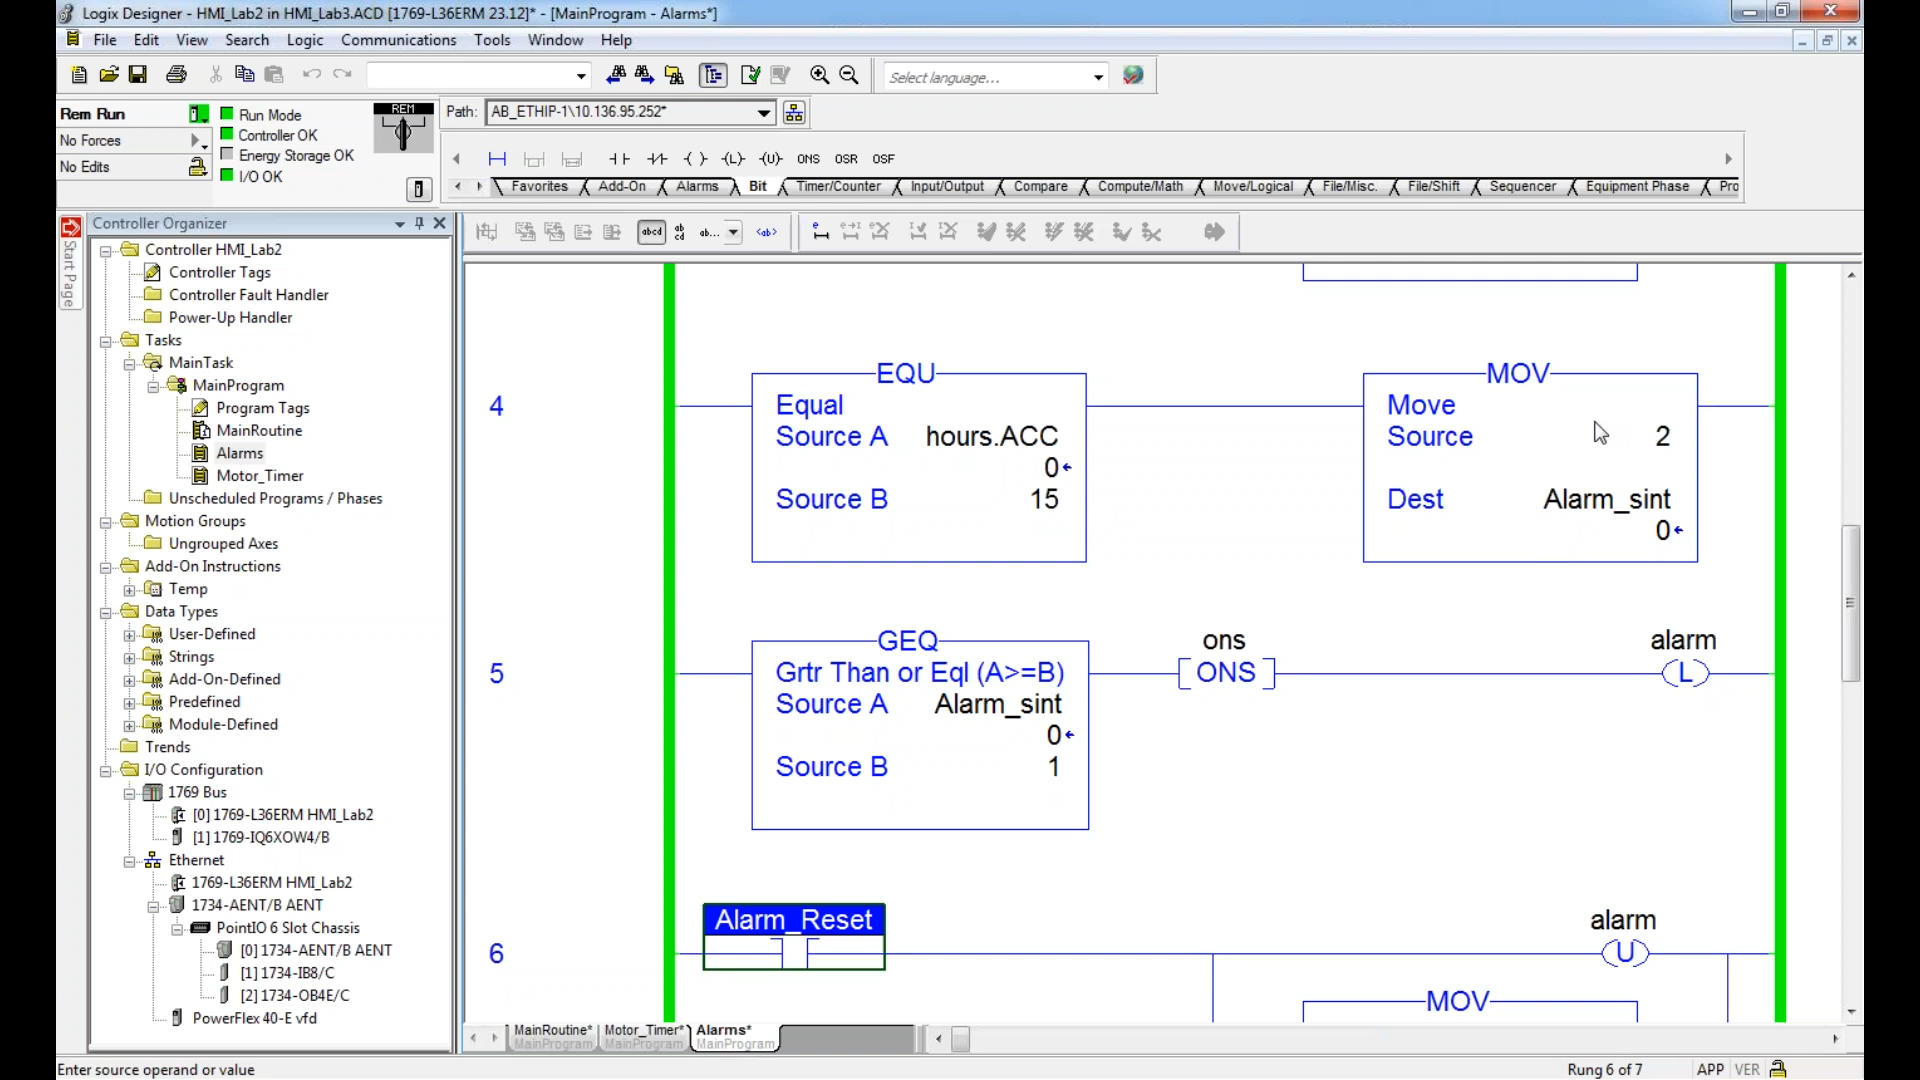 Logix Designer - HMI_Lab2 in HMI_Lab3.ACD [1769-L36ERM 23.12]* - [MainProgram - Alarms*]
File Edit View Search Logic Communications Tools Window Help
Select language...
Rem Run
No Forces
No Edits
Run Mode
Controller OK
Energy Storage OK
I/O OK
REM
Path: AB_ETHIP-1\10.136.95.252*
ONS OSR OSF
Favorites Add-On Alarms Bit Timer/Counter Input/Output Compare Compute/Math Move/Logical File/Misc. File/Shift Sequencer Equipment Phase Pro
Start Page
Controller Organizer
Controller HMI_Lab2
Controller Tags
Controller Fault Handler
Power-Up Handler
Tasks
MainTask
MainProgram
Program Tags
MainRoutine
Alarms
Motor_Timer
Unscheduled Programs / Phases
Motion Groups
Ungrouped Axes
Add-On Instructions
Temp
Data Types
User-Defined
Strings
Add-On-Defined
Predefined
Module-Defined
Trends
I/O Configuration
1769 Bus
[0] 1769-L36ERM HMI_Lab2
[1] 1769-IQ6XOW4/B
Ethernet
1769-L36ERM HMI_Lab2
1734-AENT/B AENT
PointIO 6 Slot Chassis
[0] 1734-AENT/B AENT
[1] 1734-IB8/C
[2] 1734-OB4E/C
PowerFlex 40-E vfd
abcd ab cd ab... <ab>
4
EQU
Equal
Source A hours.ACC
0
Source B 15
MOV
Move
Source 2
Dest Alarm_sint
0
5
GEQ
Grtr Than or Eql (A>=B)
Source A Alarm_sint
0
Source B 1
ons
ONS
alarm
L
6
Alarm_Reset
alarm
U
MOV
MainRoutine* Motor_Timer* Alarms*
MainProgram MainProgram MainProgram
Enter source operand or value
Rung 6 of 7 APP VER